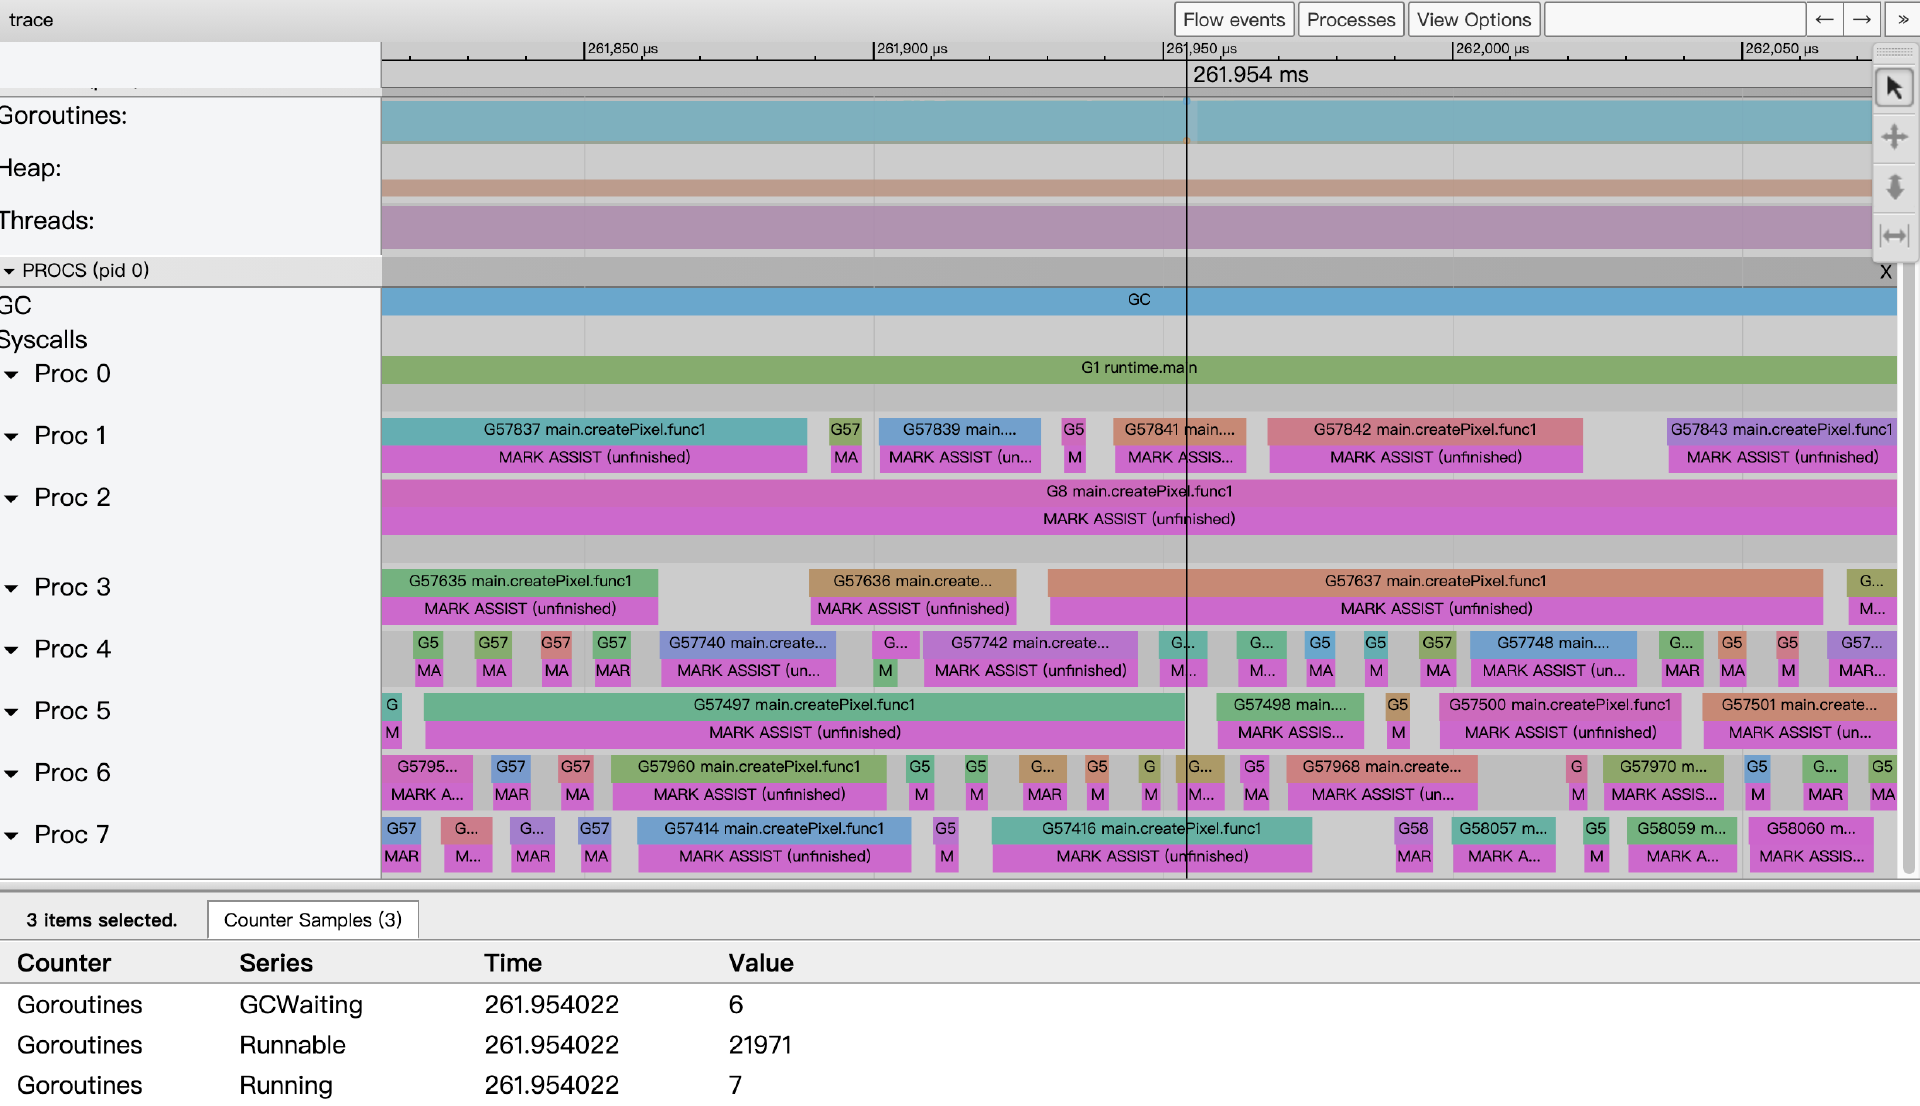 trace
Flow events Processes View Options ← → »
261,850 µs 261,900 µs 261,950 µs 262,000 µs 262,050 µs
261.954 ms
Goroutines:
Heap:
Threads:
PROCS (pid 0) X
GC GC
Syscalls
Proc 0 G1 runtime.main
Proc 1 G57837 main.createPixel.func1 G57 G57839 main.... G5 G57841 main.... G57842 main.createPixel.func1 G57843 main.createPixel.func1
MARK ASSIST (unfinished) MA MARK ASSIST (un... M MARK ASSIS... MARK ASSIST (unfinished) MARK ASSIST (unfinished)
Proc 2 G8 main.createPixel.func1
MARK ASSIST (unfinished)
Proc 3 G57635 main.createPixel.func1 G57636 main.create... G57637 main.createPixel.func1 G...
MARK ASSIST (unfinished) MARK ASSIST (unfinished) MARK ASSIST (unfinished) M...
Proc 4 G5 G57 G57 G57 G57740 main.create... G... G57742 main.create... G... G... G5 G5 G57 G57748 main.... G... G5 G5 G57...
MA MA MA MAR MARK ASSIST (un... M MARK ASSIST (unfinished) M... M... MA M MA MARK ASSIST (un... MAR MA M MAR...
Proc 5 G G57497 main.createPixel.func1 G57498 main.... G5 G57500 main.createPixel.func1 G57501 main.create...
M MARK ASSIST (unfinished) MARK ASSIS... M MARK ASSIST (unfinished) MARK ASSIST (un...
Proc 6 G5795... G57 G57 G57960 main.createPixel.func1 G5 G5 G... G5 G G... G5 G57968 main.create... G G57970 m... G5 G... G5
MARK A... MAR MA MARK ASSIST (unfinished) M M MAR M M M... MA MARK ASSIST (un... M MARK ASSIS... M MAR MA
Proc 7 G57 G... G... G57 G57414 main.createPixel.func1 G5 G57416 main.createPixel.func1 G58 G58057 m... G5 G58059 m... G58060 m...
MAR M... MAR MA MARK ASSIST (unfinished) M MARK ASSIST (unfinished) MAR MARK A... M MARK A... MARK ASSIS...
3 items selected. Counter Samples (3)
Counter Series Time Value
Goroutines GCWaiting 261.954022 6
Goroutines Runnable 261.954022 21971
Goroutines Running 261.954022 7